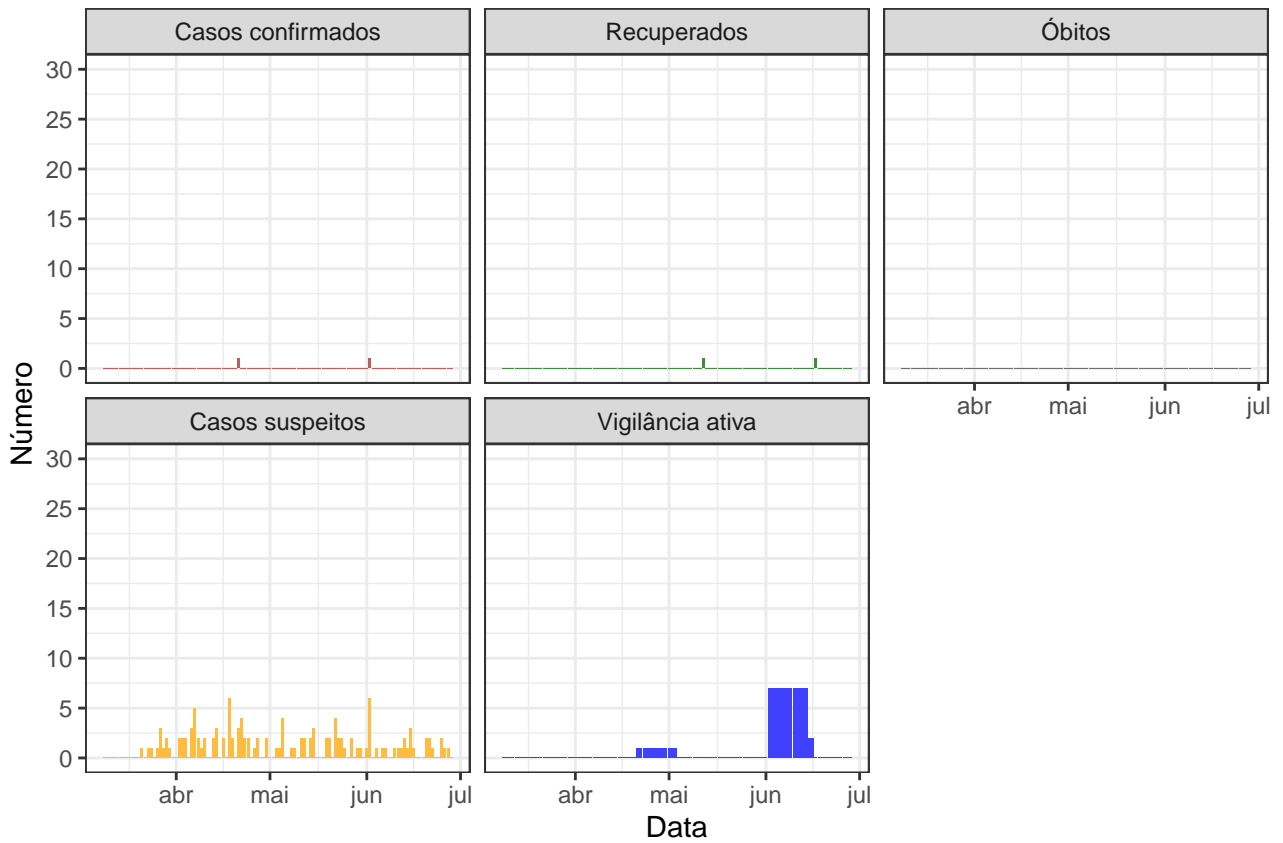 Casos confirmados
Recuperados
Óbitos
30
25
20
15
10
5
0
abr mai jun jul
Casos suspeitos
Vigilância ativa
30
25
20
15
10
5
0
abr mai jun jul
abr mai jun jul
Número
Data